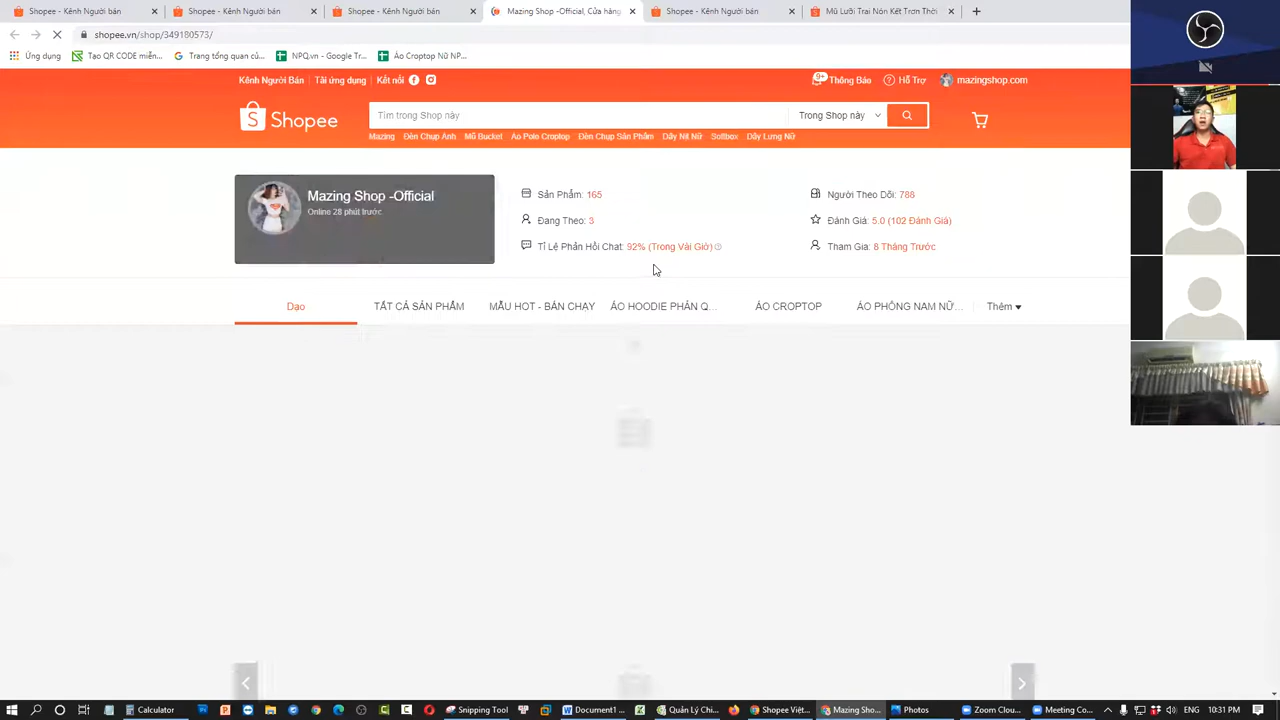 Shopee - Kênh Người bán
Shopee - Kênh Người bán
Shopee - Kênh Người bán
Mazing Shop -Official, Cửa hàng
Shopee - Kênh Người bán
Mũ Lưỡi Trai Nón Kết Trơn Thời
shopee.vn/shop/349180573/
Ứng dụng
Tạo QR CODE miễn...
Trang tổng quan củ...
NPQ.vn - Google Tr...
Áo Croptop Nữ NP...
Kênh Người Bán
Tải ứng dụng
Kết nối
9+
Thông Báo
Hỗ Trợ
mazingshop.com
Shopee
Tìm trong Shop này
Trong Shop này
Mazing
Đèn Chụp Ảnh
Mũ Bucket
Áo Polo Croptop
Đèn Chụp Sản Phẩm
Dây Nịt Nữ
Softbox
Dây Lưng Nữ
Mazing Shop -Official
Online 28 phút trước
Sản Phẩm: 165
Người Theo Dõi: 788
Đang Theo: 3
Đánh Giá: 5.0 (102 Đánh Giá)
Tỉ Lệ Phản Hồi Chat: 92% (Trong Vài Giờ)
Tham Gia: 8 Tháng Trước
Dạo
TẤT CẢ SẢN PHẨM
MẪU HOT - BÁN CHẠY
ÁO HOODIE PHẢN Q...
ÁO CROPTOP
ÁO PHÔNG NAM NỮ...
Thêm
Calculator
Snipping Tool
Document1 ...
Quản Lý Chi...
Shopee Việt...
Mazing Sho...
Photos
Zoom Clou...
Meeting Co...
ENG
10:31 PM